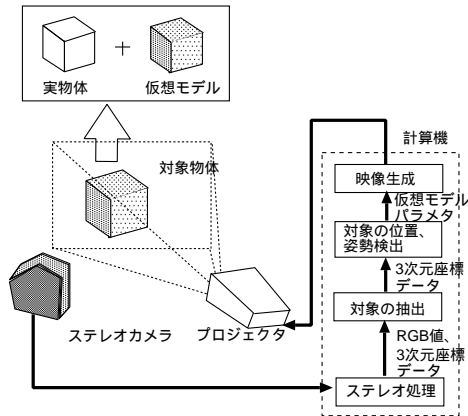 ＋
実物体
仮想モデル
対象物体
計算機
映像生成
仮想モデル
パラメタ
対象の位置、
姿勢検出
3次元座標
データ
対象の抽出
RGB値、
3次元座標
データ
ステレオ処理
ステレオカメラ
プロジェクタ